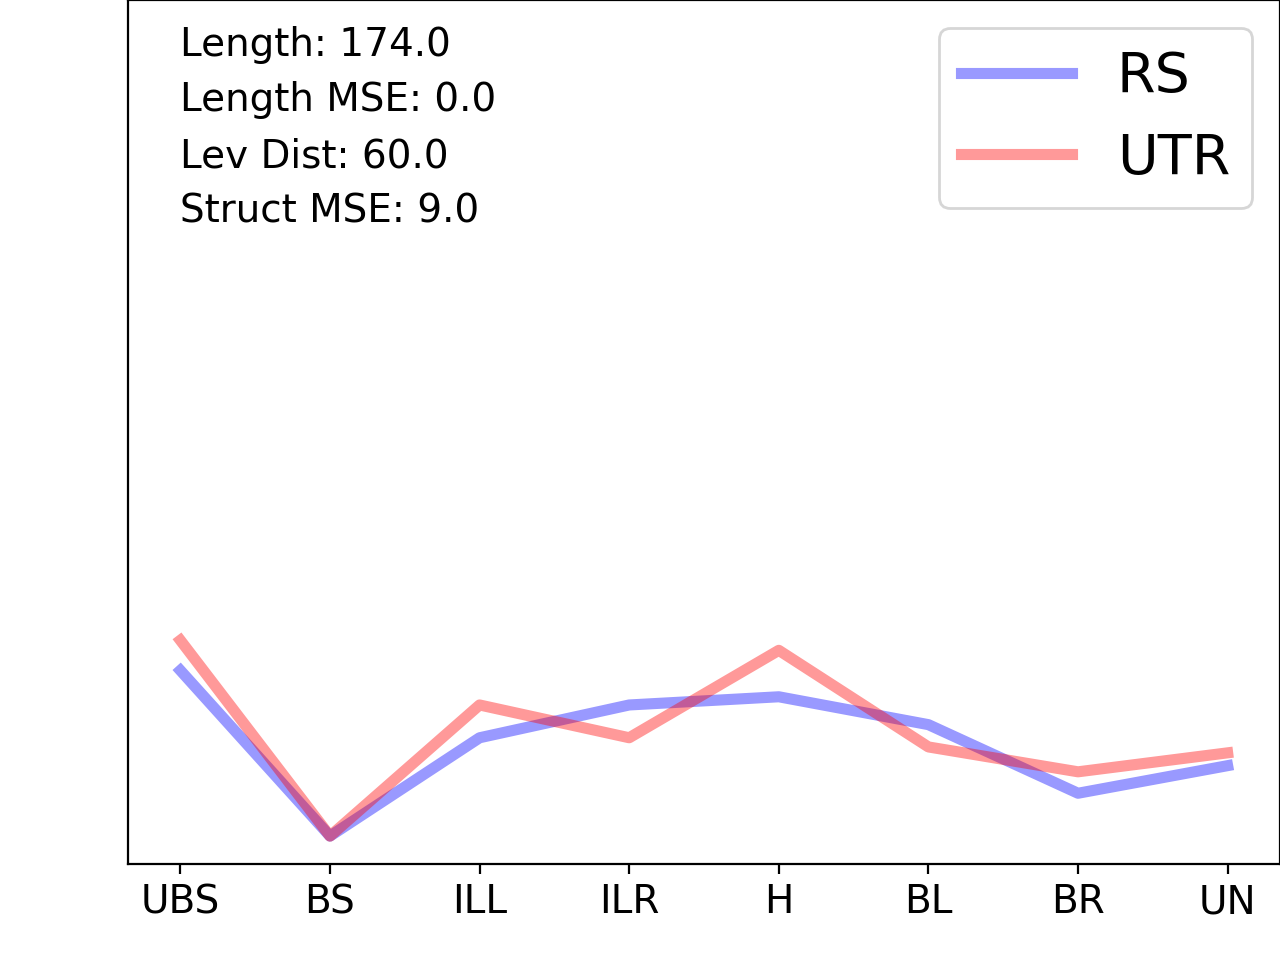 Length: 174.0
Length MSE: 0.0
Lev Dist: 60.0
Struct MSE: 9.0
RS
UTR
UBS BS ILL ILR H BL BR UN